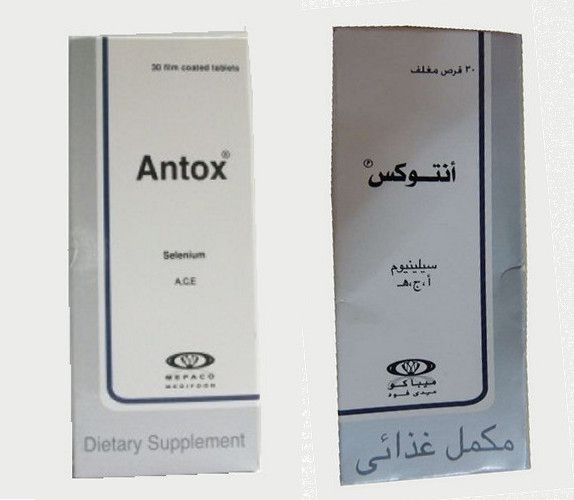 30 film coated tablets
Antox®
Selenium
A,C,E
MEPACO
MEDIFOOD
Dietary Supplement
٣٠ قرص مغلف
أنتوكس
سيلينيوم
أ، ج، هـ
ميباكو
ميدى فود
مكمل غذائى